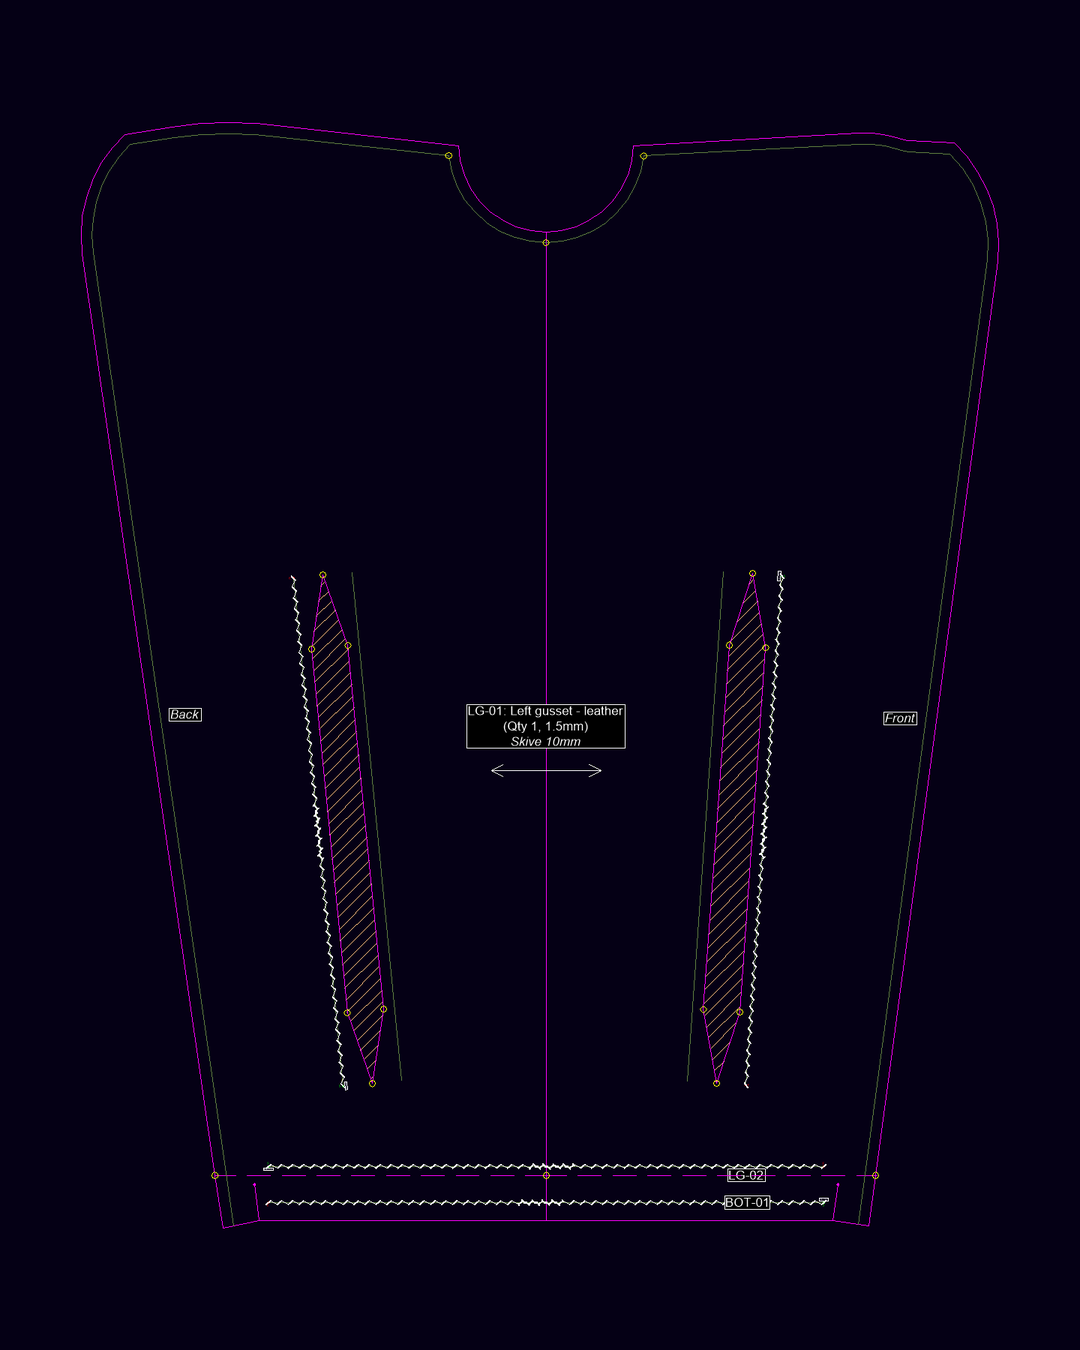 LG-01: Left gusset - leather
(Qty 1, 1.5mm)
Skive 10mm
Back
Front
LG-02
BOT-01